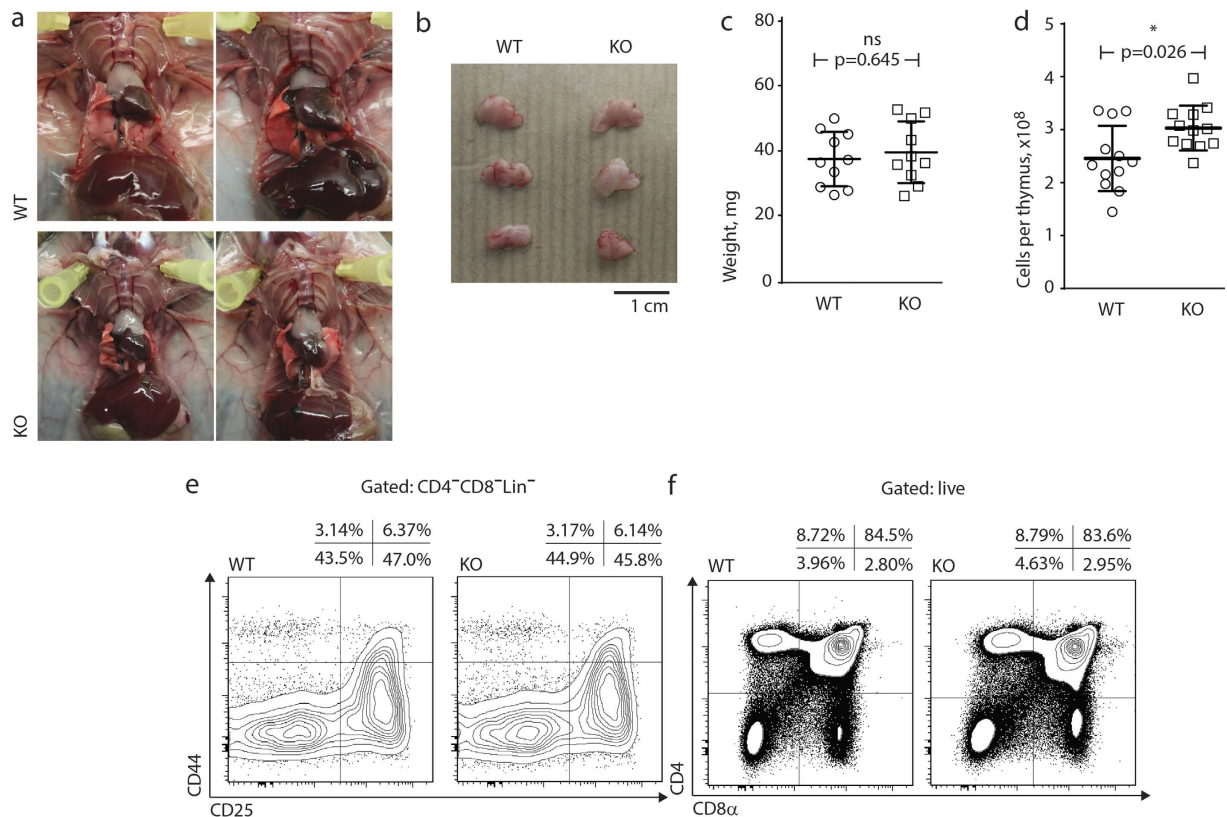 a
WT
KO
b
WT KO
1 cm
c
80
60
40
20
0
Weight, mg
ns
p=0.645
WT KO
d
5
4
3
2
1
0
Cells per thymus, x10⁸
*
p=0.026
WT KO
e
Gated: CD4⁻CD8⁻Lin⁻
3.14% 6.37%
43.5% 47.0%
WT
3.17% 6.14%
44.9% 45.8%
KO
CD44
CD25
f
Gated: live
8.72% 84.5%
3.96% 2.80%
WT
8.79% 83.6%
4.63% 2.95%
KO
CD4
CD8α